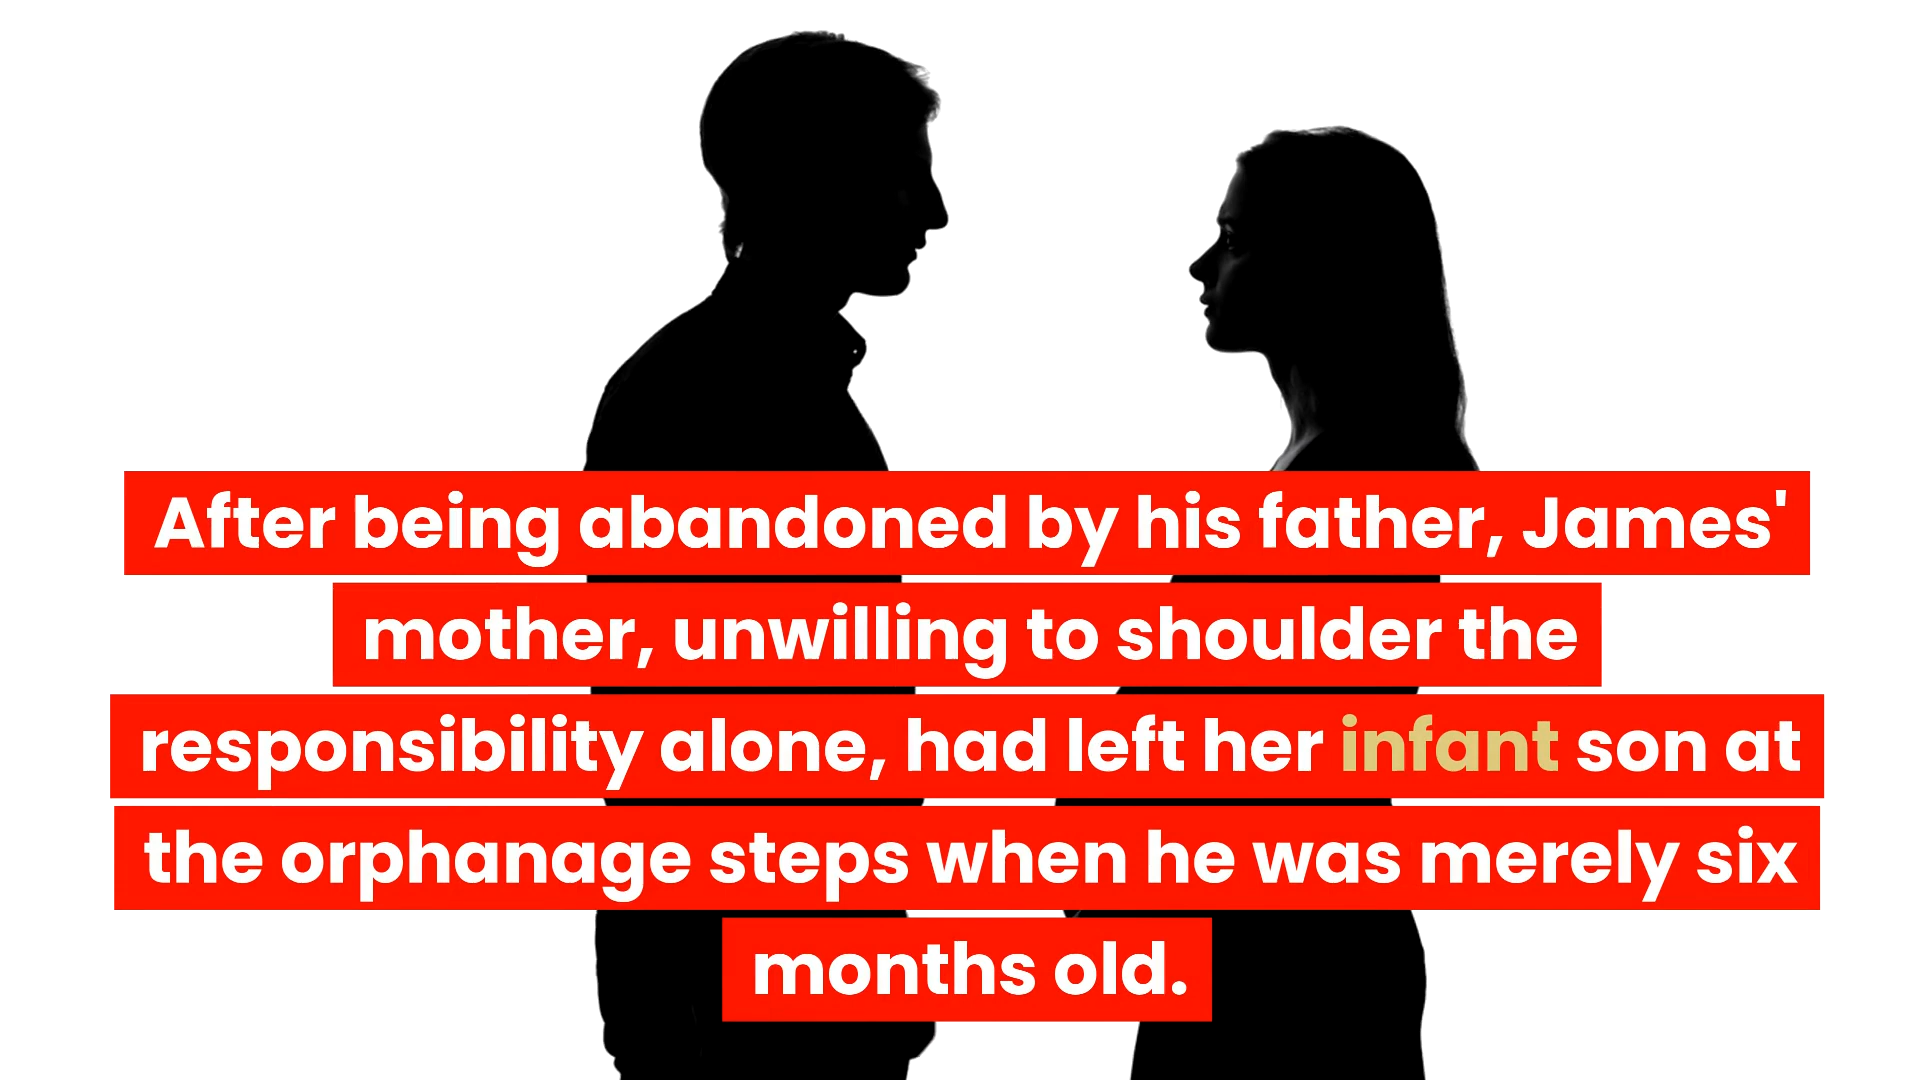 After being abandoned by his father, James'
mother, unwilling to shoulder the
responsibility alone, had left her infant son at
the orphanage steps when he was merely six
months old.